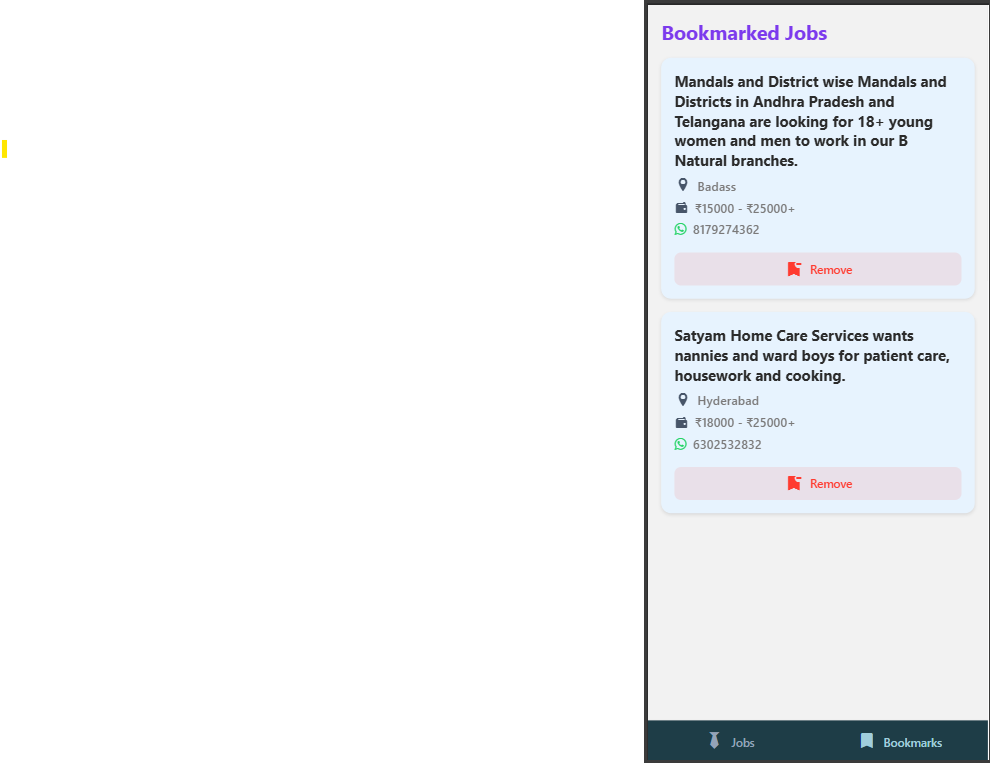 Bookmarked Jobs
Mandals and District wise Mandals and
Districts in Andhra Pradesh and
Telangana are looking for 18+ young
women and men to work in our B
Natural branches.
Badass
₹15000 - ₹25000+
8179274362
Remove
Satyam Home Care Services wants
nannies and ward boys for patient care,
housework and cooking.
Hyderabad
₹18000 - ₹25000+
6302532832
Remove
Jobs
Bookmarks